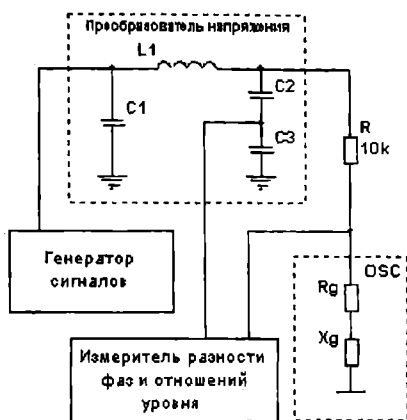 Преобразователь напряжения
L1
C2
C1
C3
R
10k
Генератор
сигналов
OSC
Rg
Xg
Измеритель разности
фаз и отношений
уровня